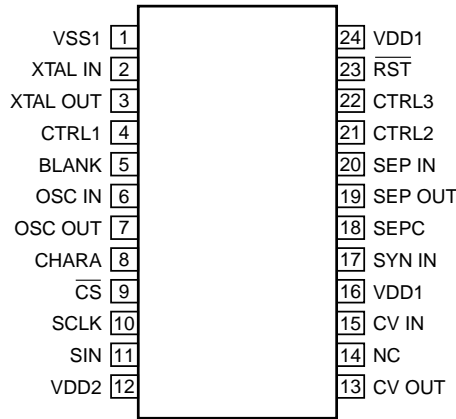 VSS1 1 24 VDD1
XTAL IN 2 23 R̅S̅T̅
XTAL OUT 3 22 CTRL3
CTRL1 4 21 CTRL2
BLANK 5 20 SEP IN
OSC IN 6 19 SEP OUT
OSC OUT 7 18 SEPC
CHARA 8 17 SYN IN
C̅S̅ 9 16 VDD1
SCLK 10 15 CV IN
SIN 11 14 NC
VDD2 12 13 CV OUT